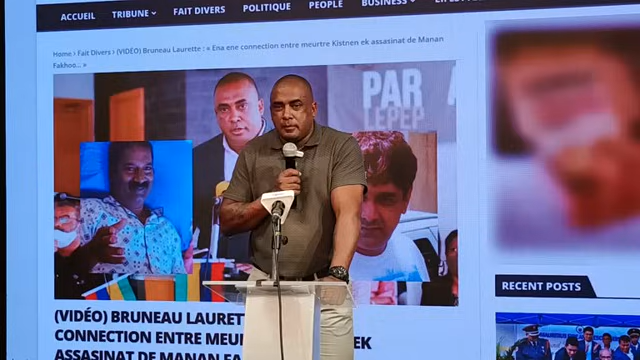 ACCUEIL TRIBUNE FAIT DIVERS POLITIQUE PEOPLE BUSINESS
Home › Fait Divers › (VIDÉO) Bruneau Laurette : « Ena ene connection entre meurtre Kistnen ek assasinat de Manan
Fakhoo... »
PAR
LEPEP
RECENT POSTS
(VIDÉO) BRUNEAU LAURET
CONNECTION ENTRE MEU EK
ASSASINAT DE MANAN FA